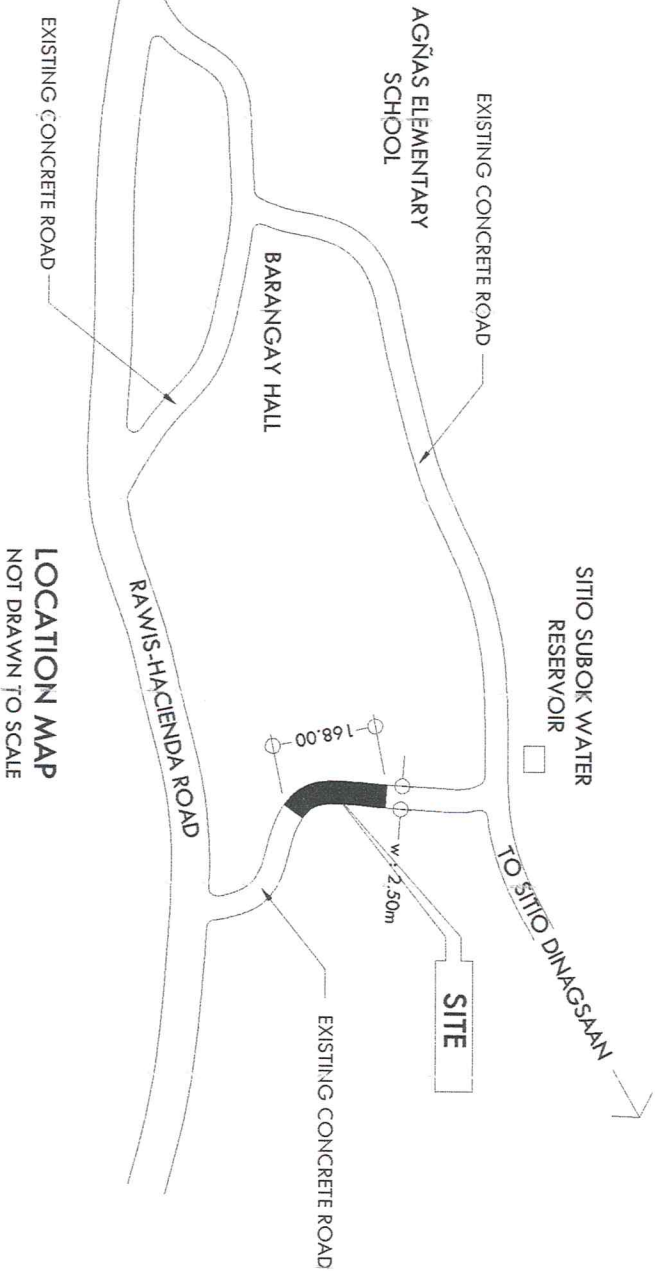 EXISTING CONCRETE ROAD
AGÑAS ELEMENTARY
SCHOOL
EXISTING CONCRETE ROAD
BARANGAY HALL
SITIO SUBOK WATER
RESERVOIR
TO SITIO DINAGSAAN
168.00
w : 2.50m
SITE
RAWIS-HACIENDA ROAD
EXISTING CONCRETE ROAD
LOCATION MAP
NOT DRAWN TO SCALE